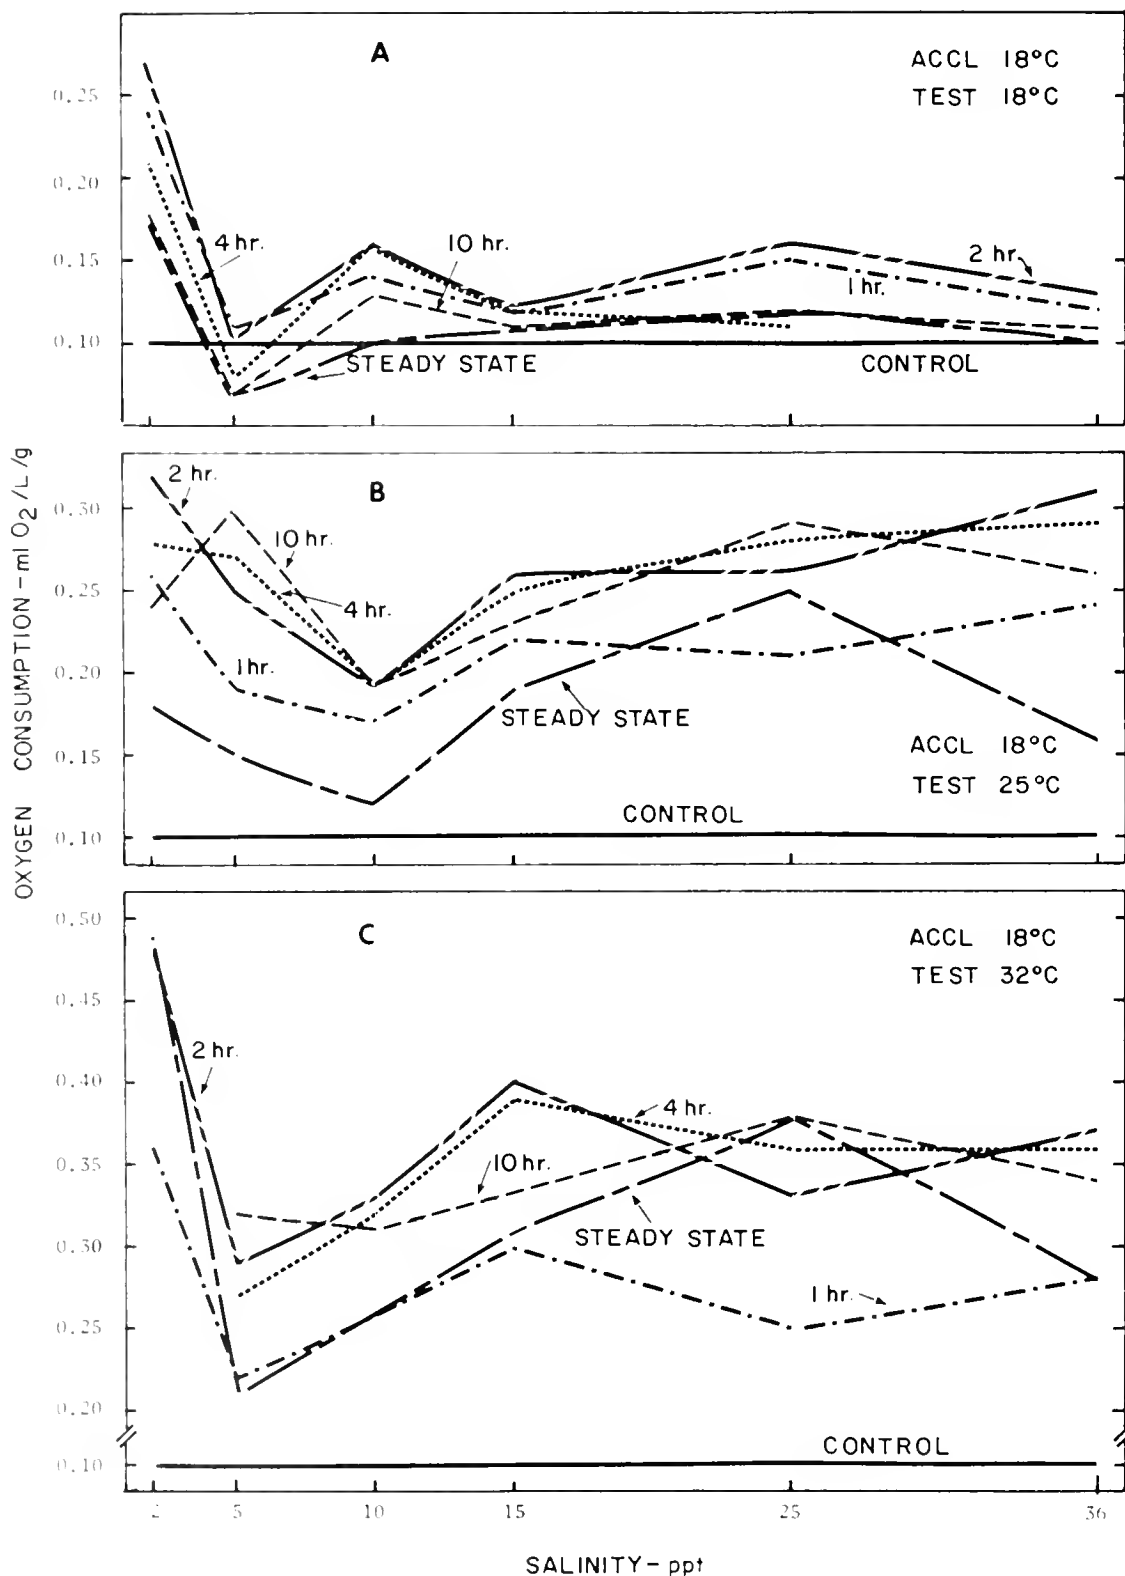 A
ACCL 18°C
TEST 18°C
0.25
0.20
0.15
0.10
4 hr.
10 hr.
2 hr
1 hr.
STEADY STATE
CONTROL
OXYGEN CONSUMPTION - ml O2/L/g
B
2 hr.
10 hr.
4 hr.
1 hr.
STEADY STATE
ACCL 18°C
TEST 25°C
CONTROL
0.30
0.25
0.20
0.15
0.10
C
ACCL 18°C
TEST 32°C
0.50
0.45
0.40
0.35
0.30
0.25
0.20
0.10
2 hr.
4 hr.
10 hr.
STEADY STATE
1 hr.
CONTROL
2 5 10 15 25 36
SALINITY - ppt